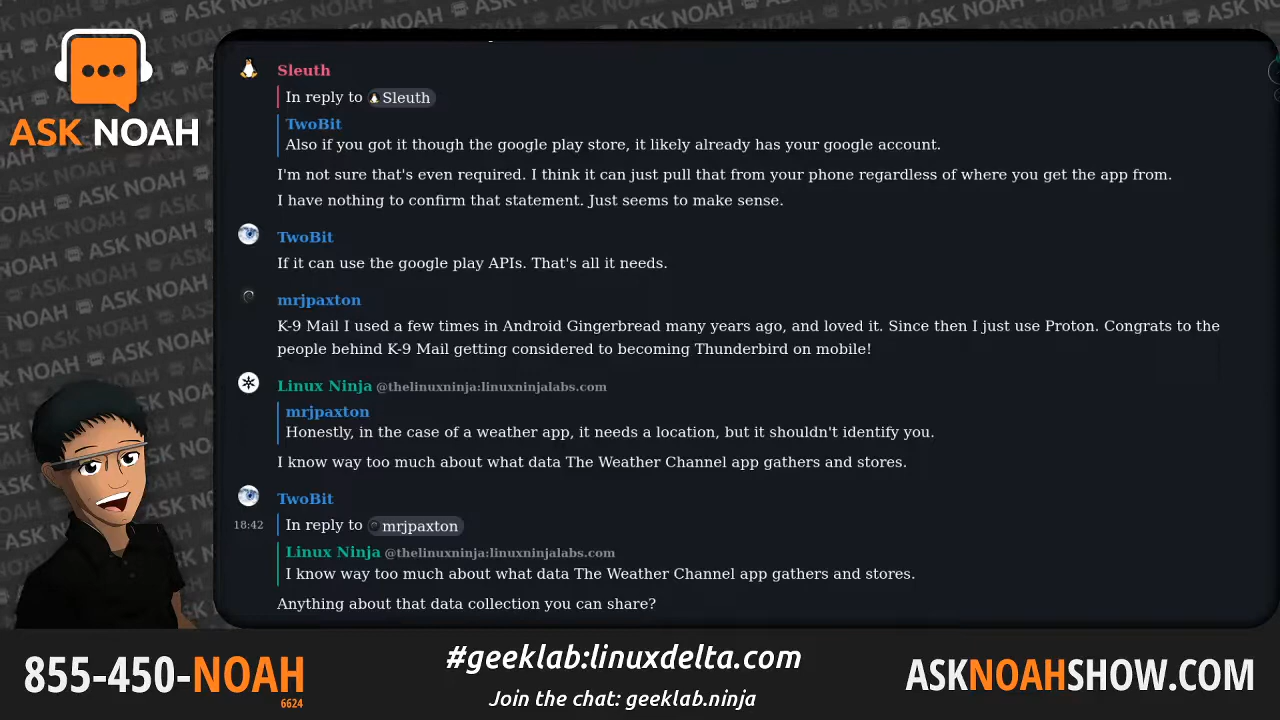 ASK NOAH
Sleuth
In reply to Sleuth
TwoBit
Also if you got it though the google play store, it likely already has your google account.
I'm not sure that's even required. I think it can just pull that from your phone regardless of where you get the app from.
I have nothing to confirm that statement. Just seems to make sense.
TwoBit
If it can use the google play APIs. That's all it needs.
mrjpaxton
K-9 Mail I used a few times in Android Gingerbread many years ago, and loved it. Since then I just use Proton. Congrats to the
people behind K-9 Mail getting considered to becoming Thunderbird on mobile!
Linux Ninja @thelinuxninja:linuxninjalabs.com
mrjpaxton
Honestly, in the case of a weather app, it needs a location, but it shouldn't identify you.
I know way too much about what data The Weather Channel app gathers and stores.
TwoBit
18:42 In reply to mrjpaxton
Linux Ninja @thelinuxninja:linuxninjalabs.com
I know way too much about what data The Weather Channel app gathers and stores.
Anything about that data collection you can share?
855-450-NOAH
6624
#geeklab:linuxdelta.com
Join the chat: geeklab.ninja
ASKNOAHSHOW.COM